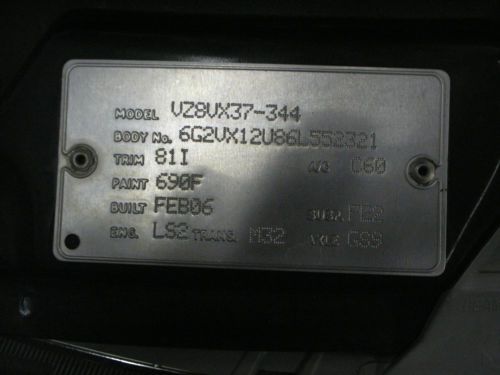 MODEL VZ8VX37-344
BODY No. 6G2VX12U86L552321
TRIM 81I A/C C60
PAINT 690F
BUILT FEB06 SUSP. FE2
ENG. LS2 TRANS. M32 AXLE G89